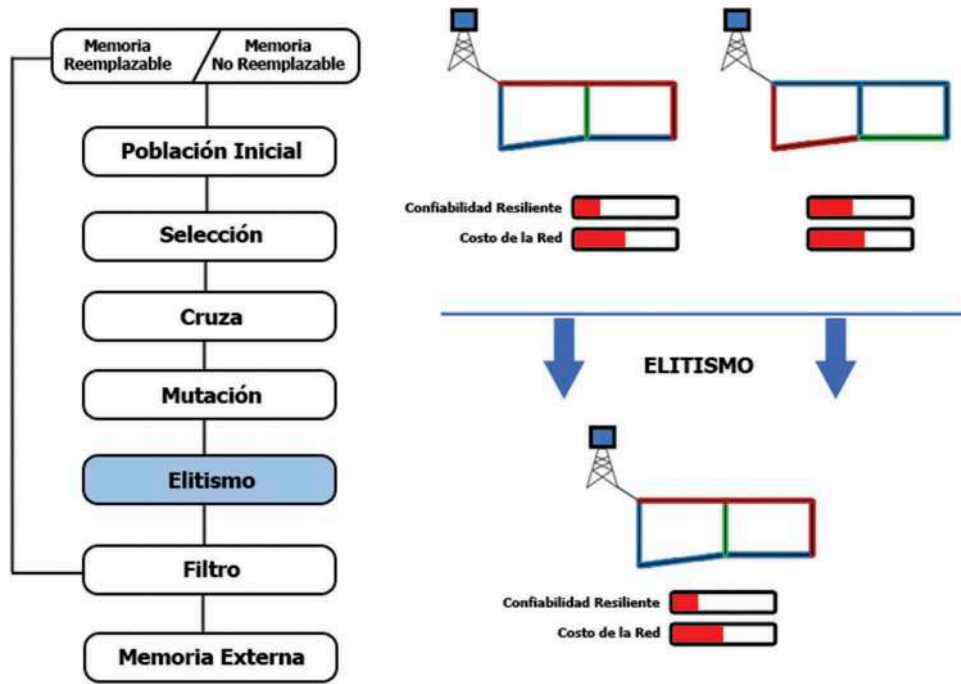 Memoria
Reemplazable
Memoria
No Reemplazable
Población Inicial
Selección
Cruza
Mutación
Elitismo
Filtro
Memoria Externa
Confiabilidad Resiliente
Costo de la Red
ELITISMO
Confiabilidad Resiliente
Costo de la Red